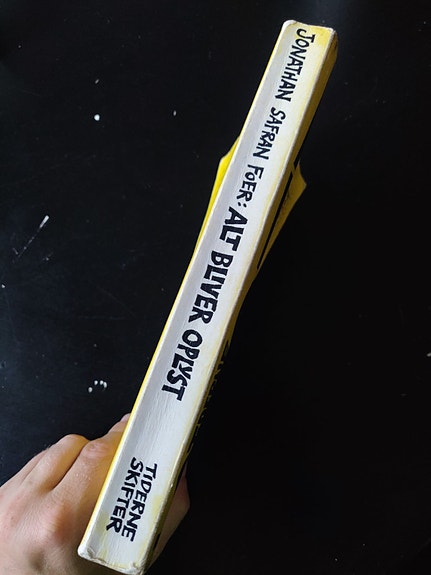 JONATHAN SAFRAN FOER: ALT BLIVER OPLYST
TIDERNE
SKIFTER